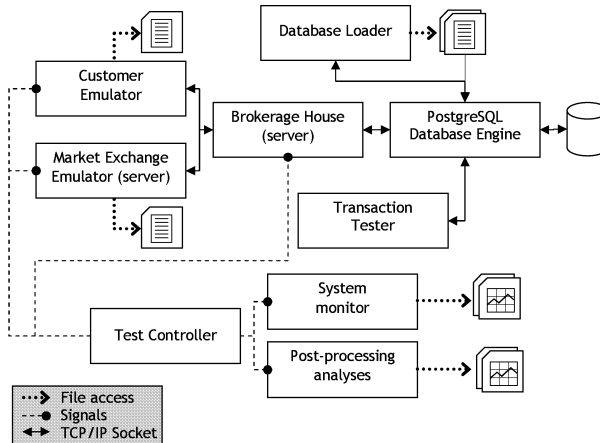 Database Loader
Customer
Emulator
Brokerage House
(server)
PostgreSQL
Database Engine
Market Exchange
Emulator (server)
Transaction
Tester
System
monitor
Test Controller
Post-processing
analyses
File access
Signals
TCP/IP Socket